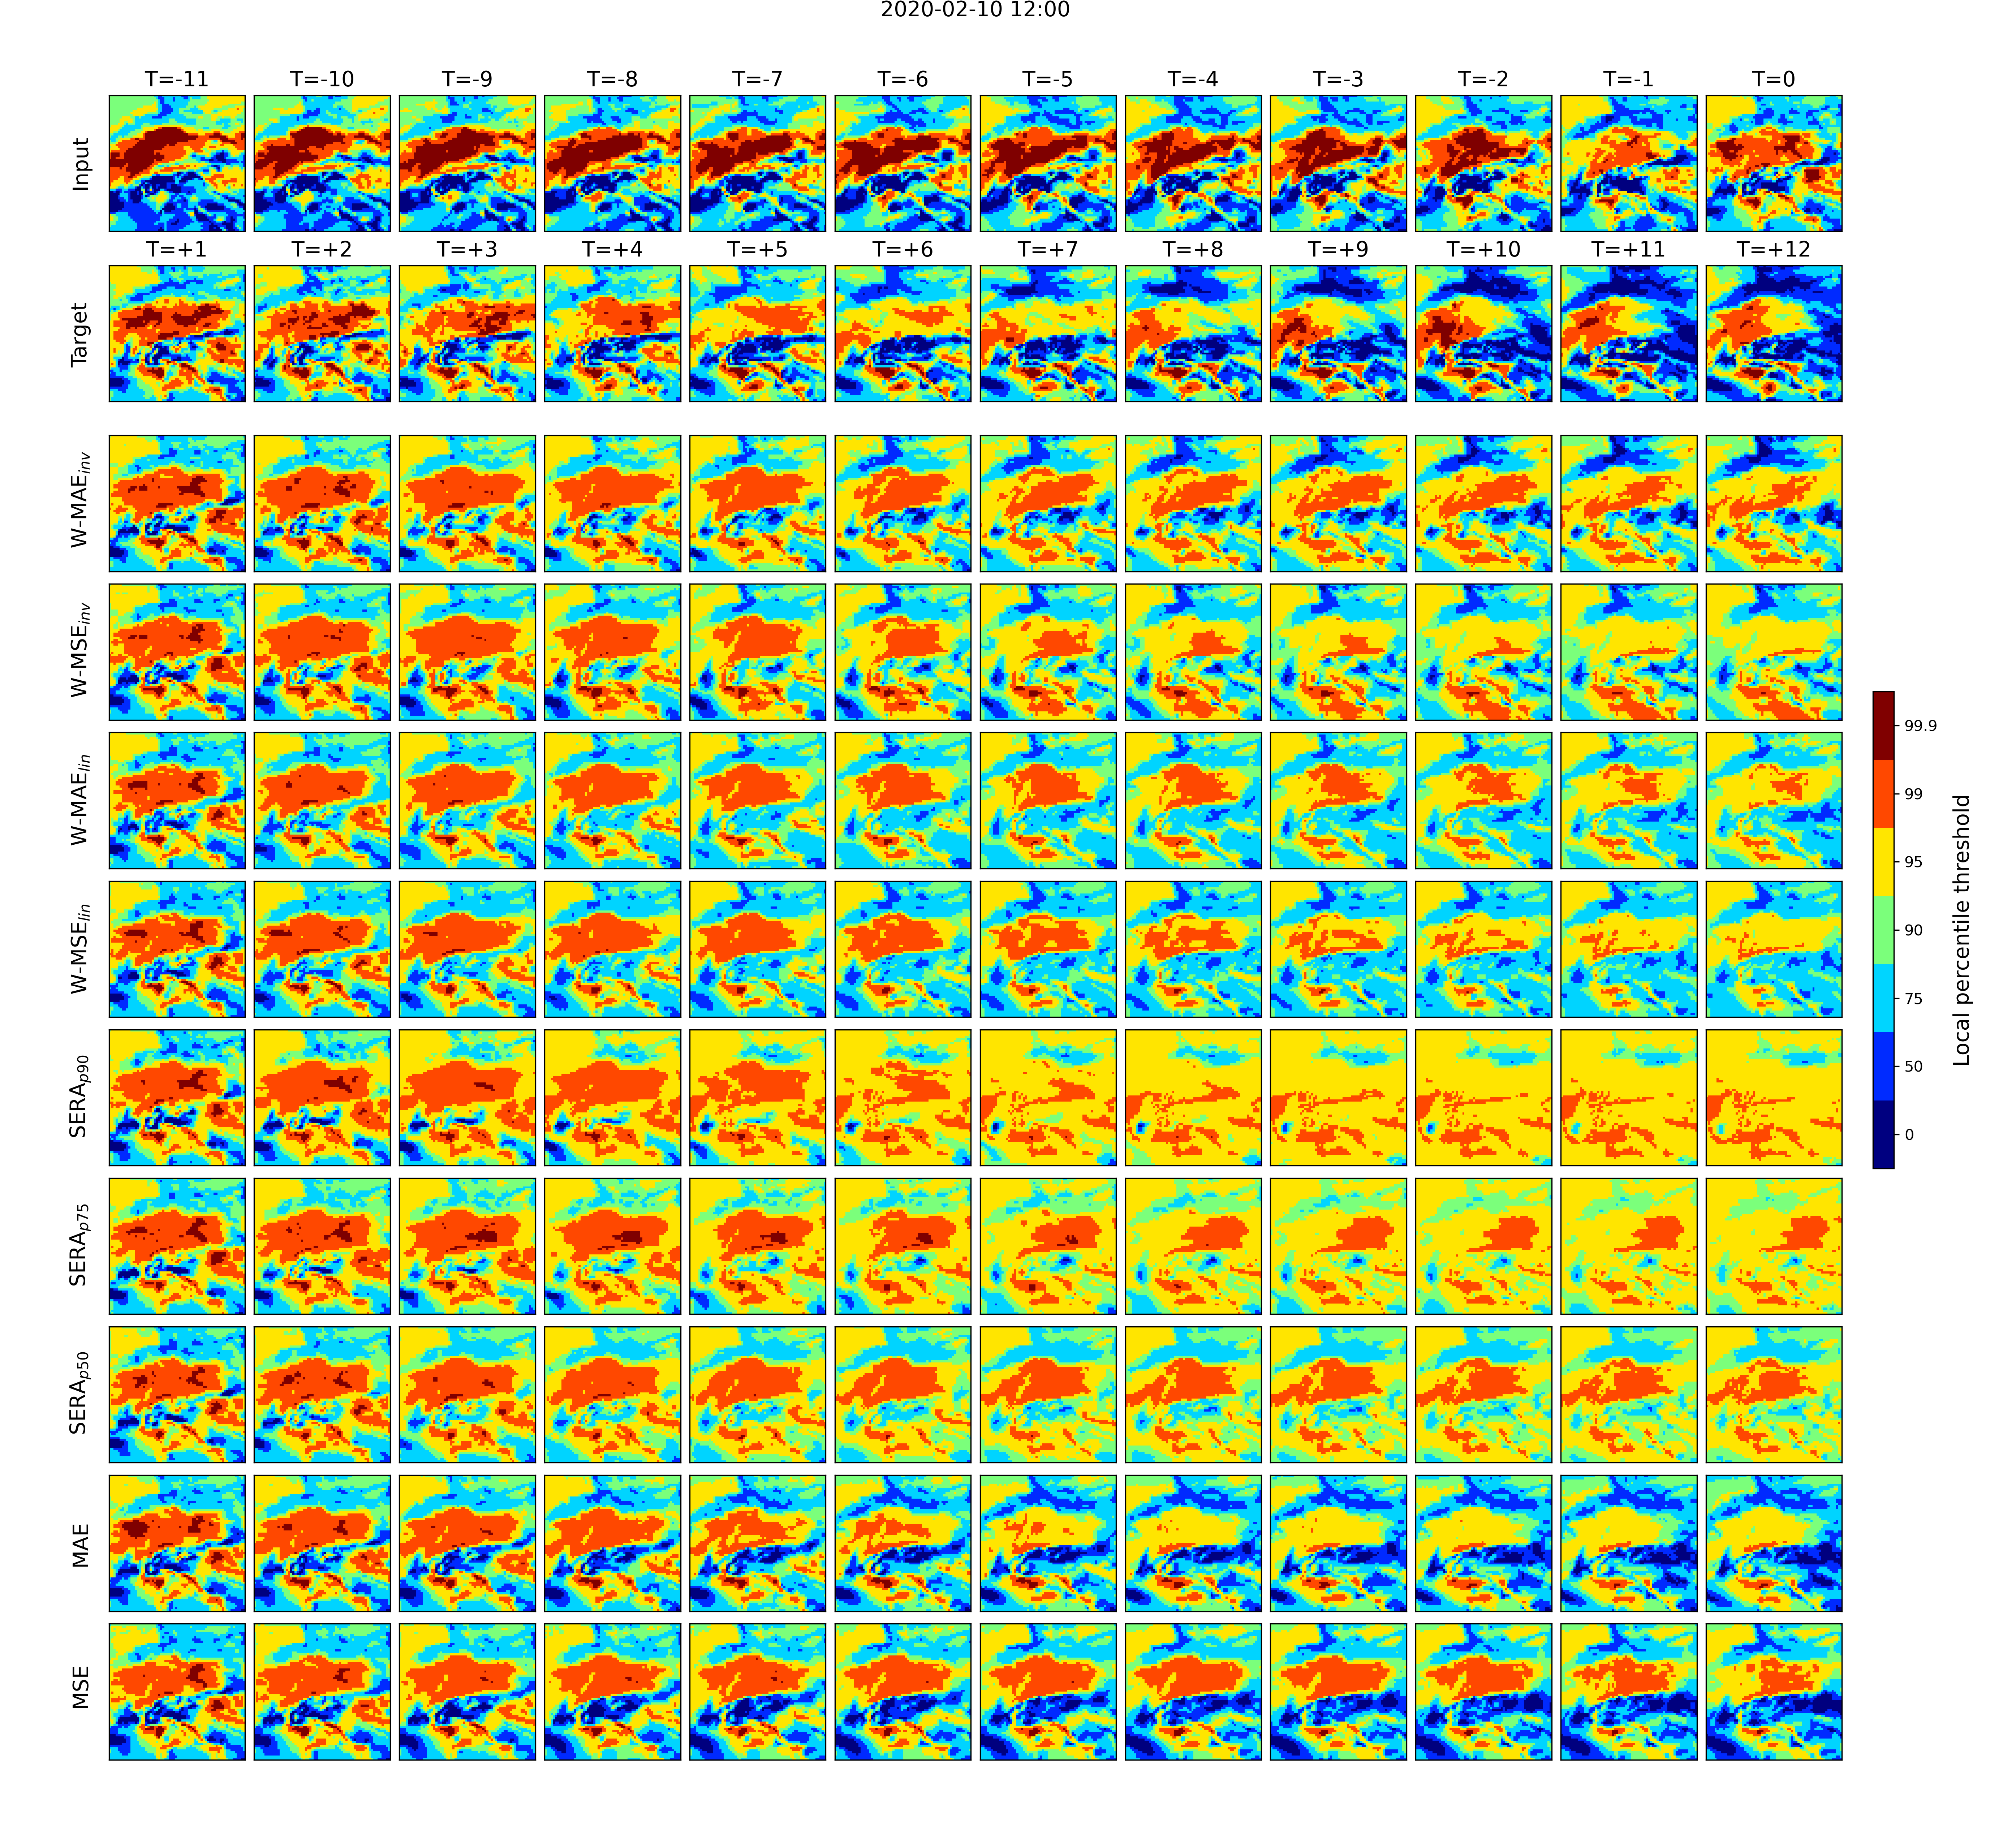 2020-02-10 12:00
T=-11 T=-10 T=-9 T=-8 T=-7 T=-6 T=-5 T=-4 T=-3 T=-2 T=-1 T=0
Input
T=+1 T=+2 T=+3 T=+4 T=+5 T=+6 T=+7 T=+8 T=+9 T=+10 T=+11 T=+12
Target
W-MAEinv
W-MSEinv
W-MAElin
W-MSElin
SERAp90
SERAp75
SERAp50
MAE
MSE
99.9
99
95
90
75
50
0
Local percentile threshold